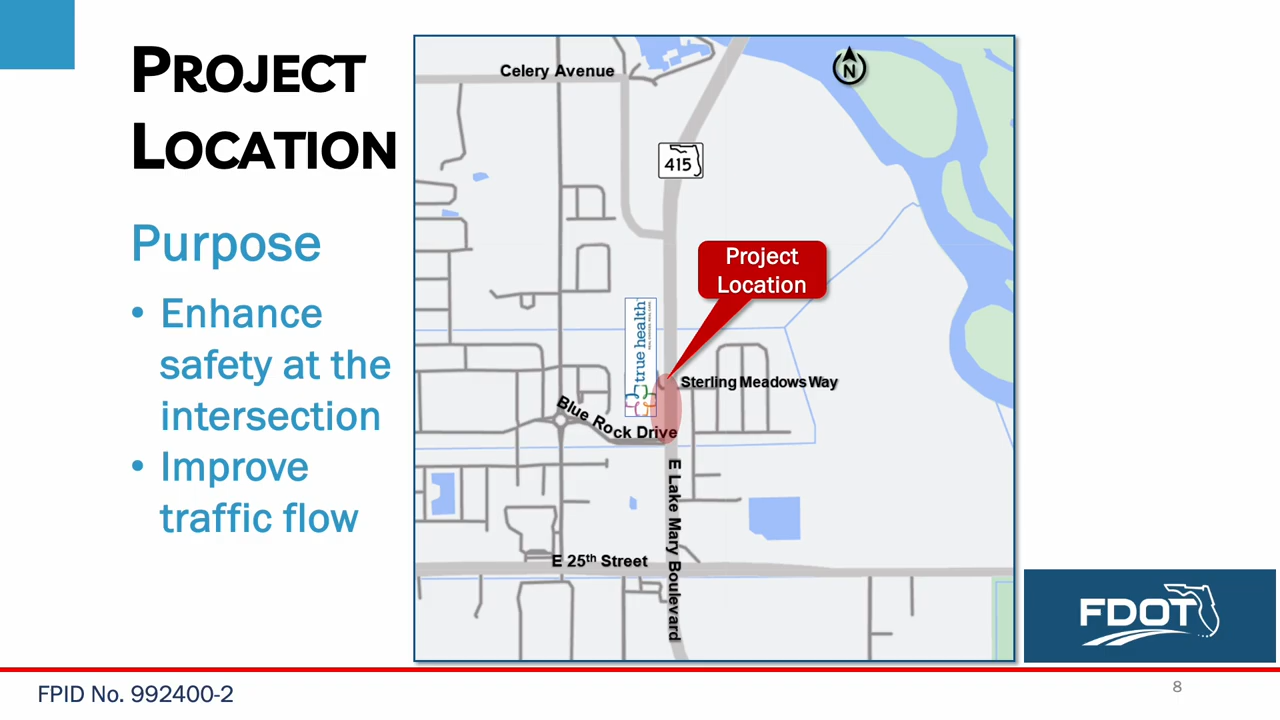 PROJECT
LOCATION
Purpose
• Enhance
safety at the
intersection
• Improve
traffic flow
Celery Avenue
N
415
Project
Location
true health
Sterling Meadows Way
Blue Rock Drive
E Lake Mary Boulevard
E 25th Street
FDOT
FPID No. 992400-2
8